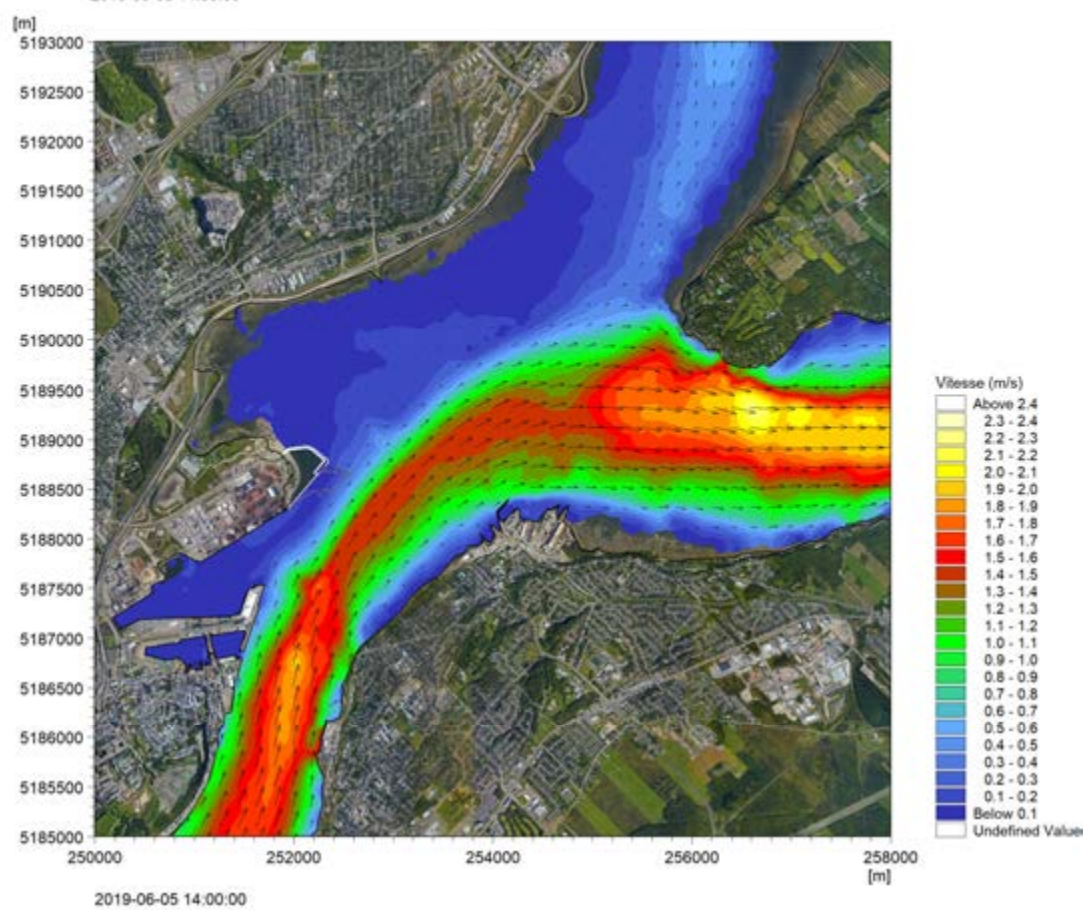 [m]
5193000
5192500
5192000
5191500
5191000
5190500
5190000
5189500
5189000
5188500
5188000
5187500
5187000
5186500
5186000
5185500
5185000
250000 252000 254000 256000 258000
[m]
2019-06-05 14:00:00
Vitesse (m/s)
Above 2.4
2.3 - 2.4
2.2 - 2.3
2.1 - 2.2
2.0 - 2.1
1.9 - 2.0
1.8 - 1.9
1.7 - 1.8
1.6 - 1.7
1.5 - 1.6
1.4 - 1.5
1.3 - 1.4
1.2 - 1.3
1.1 - 1.2
1.0 - 1.1
0.9 - 1.0
0.8 - 0.9
0.7 - 0.8
0.6 - 0.7
0.5 - 0.6
0.4 - 0.5
0.3 - 0.4
0.2 - 0.3
0.1 - 0.2
Below 0.1
Undefined Value